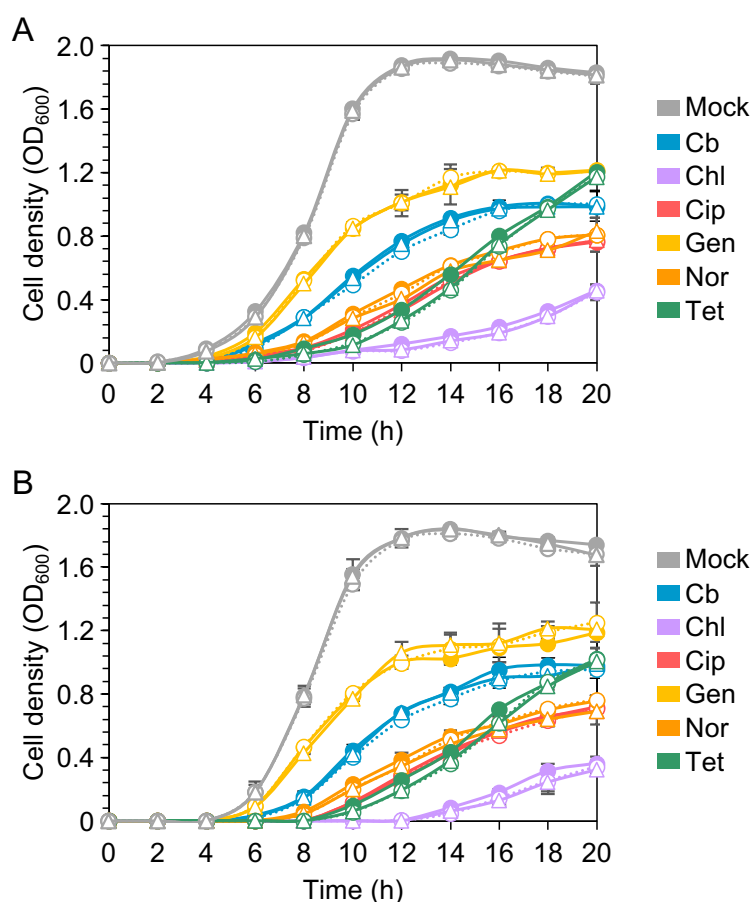 A
Cell density (OD600)
2.0
1.6
1.2
0.8
0.4
0
0 2 4 6 8 10 12 14 16 18 20
Time (h)
Mock
Cb
Chl
Cip
Gen
Nor
Tet
B
Cell density (OD600)
2.0
1.6
1.2
0.8
0.4
0
0 2 4 6 8 10 12 14 16 18 20
Time (h)
Mock
Cb
Chl
Cip
Gen
Nor
Tet